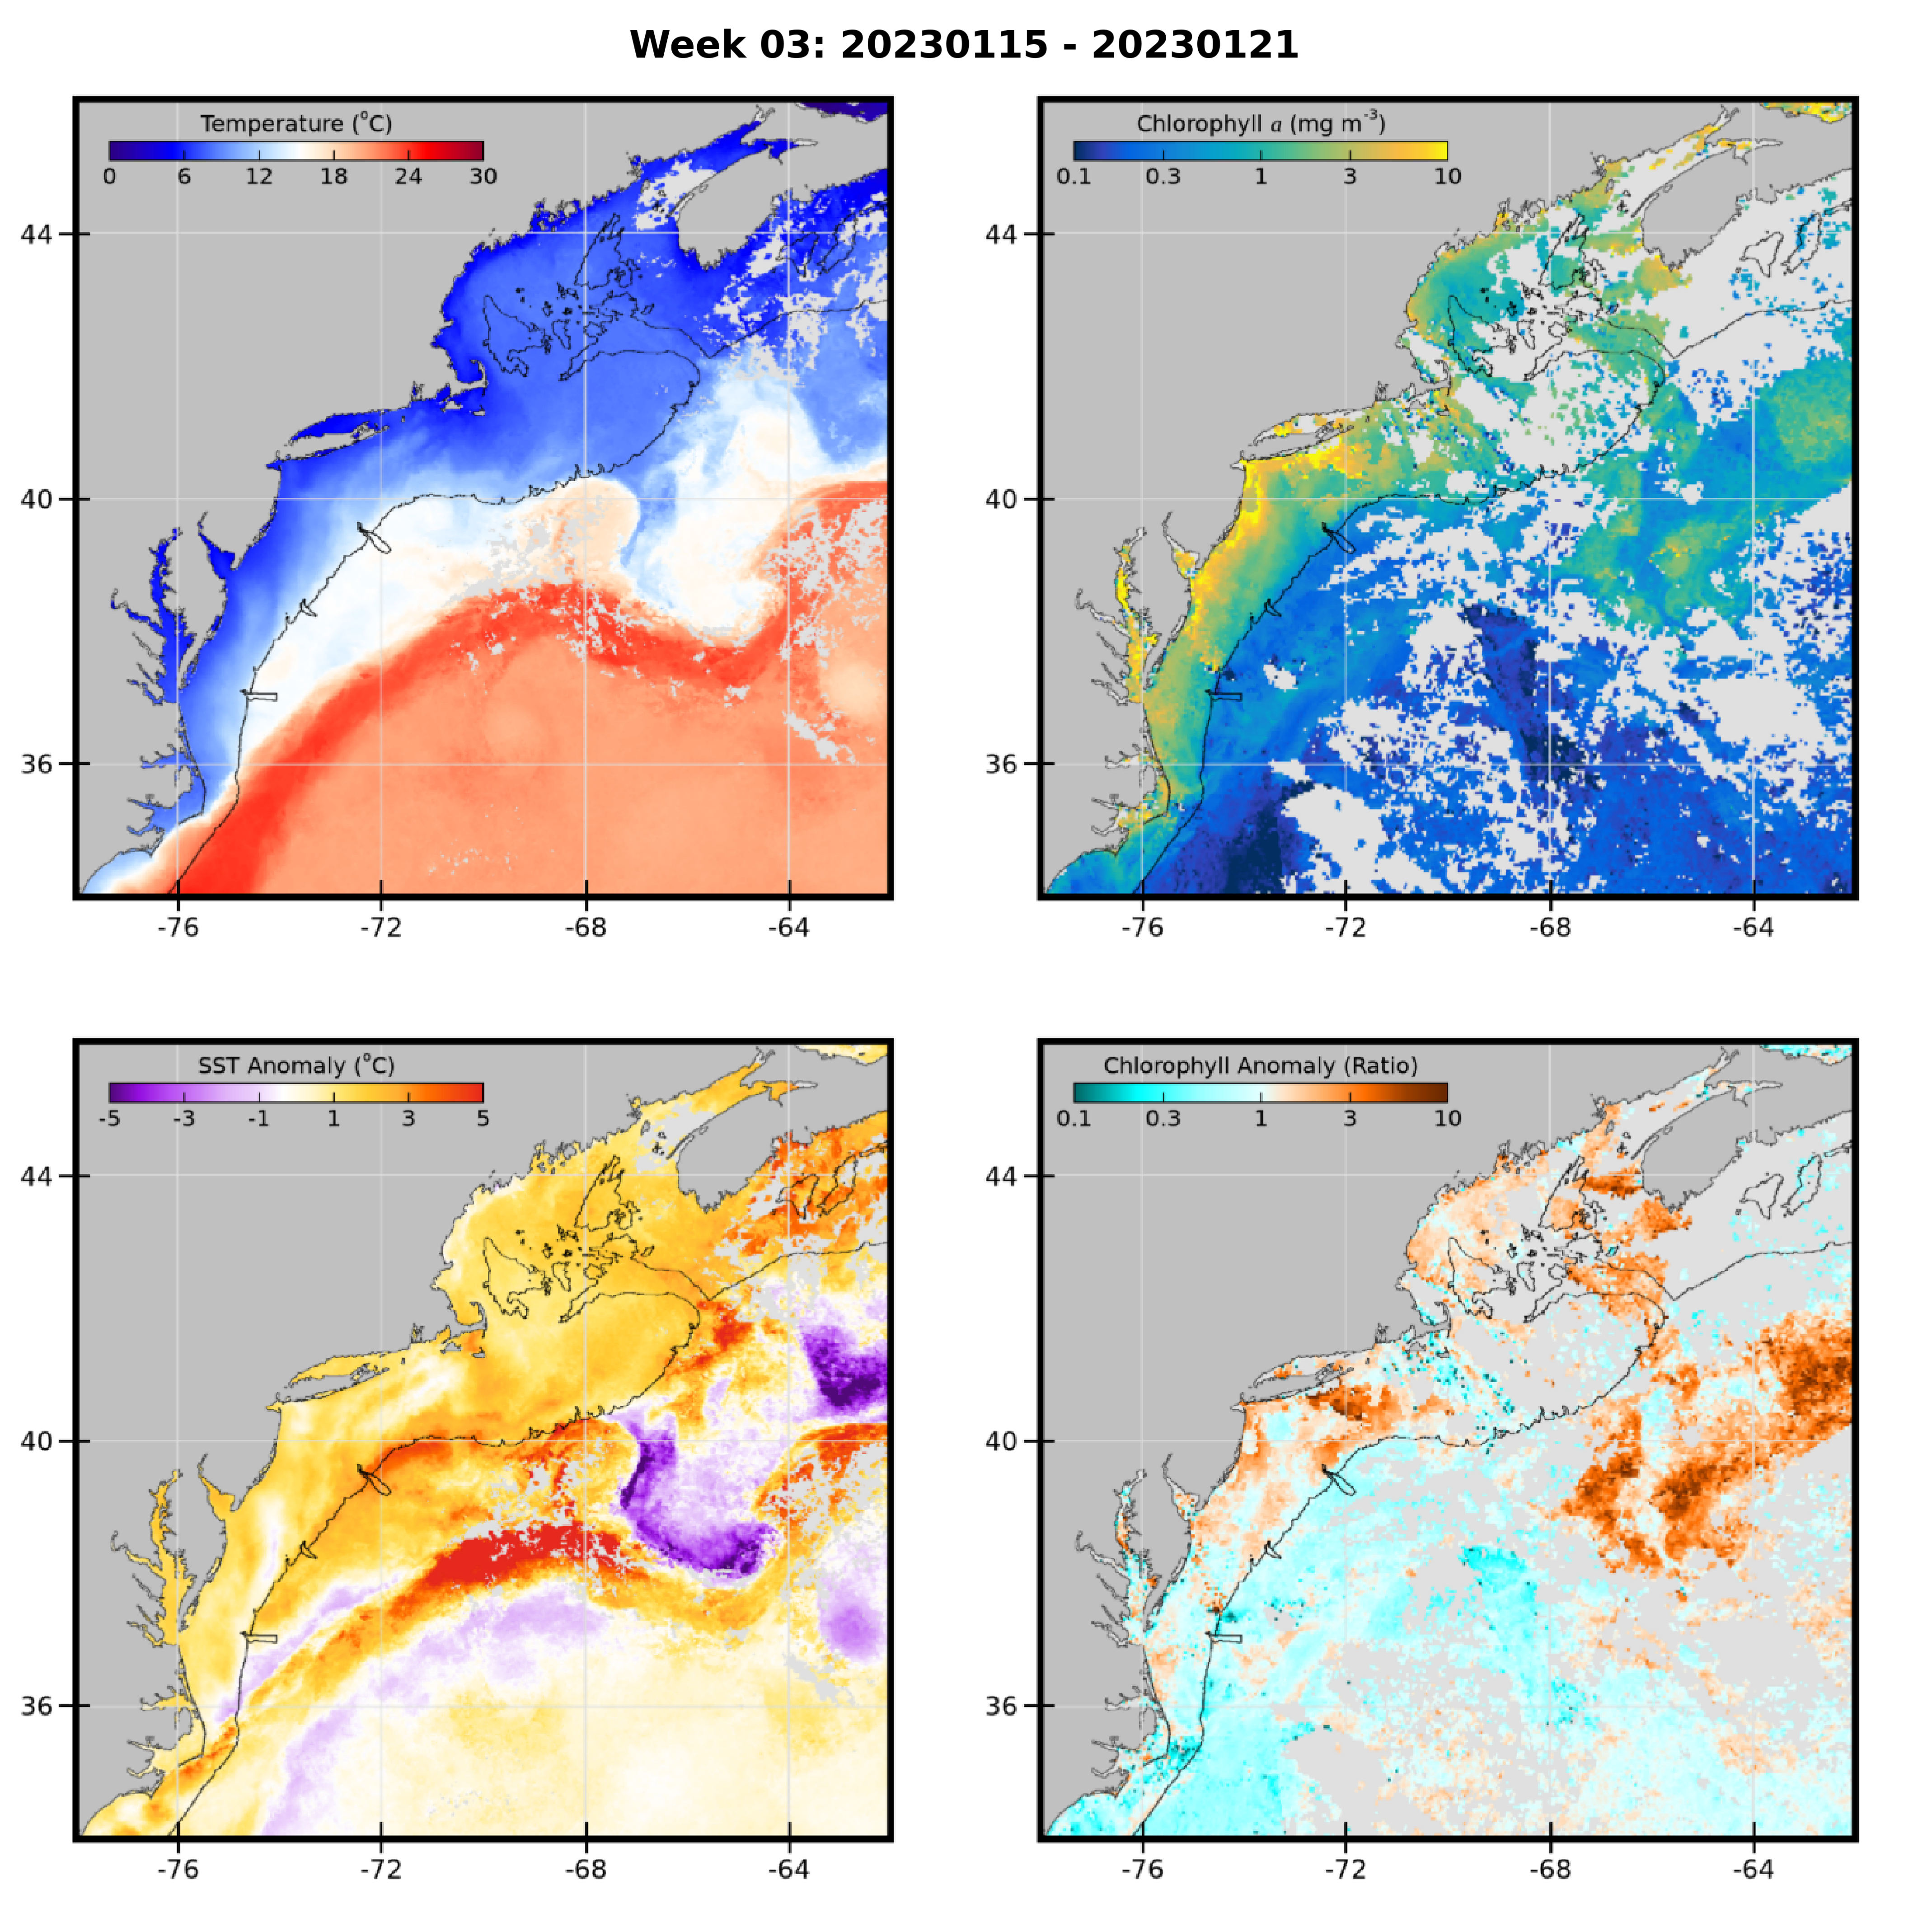 Week 03: 20230115 - 20230121
Temperature (°C)
0 6 12 18 24 30
44
40
36
-76 -72 -68 -64
Chlorophyll a (mg m⁻³)
0.1 0.3 1 3 10
44
40
36
-76 -72 -68 -64
SST Anomaly (°C)
-5 -3 -1 1 3 5
44
40
36
-76 -72 -68 -64
Chlorophyll Anomaly (Ratio)
0.1 0.3 1 3 10
44
40
36
-76 -72 -68 -64